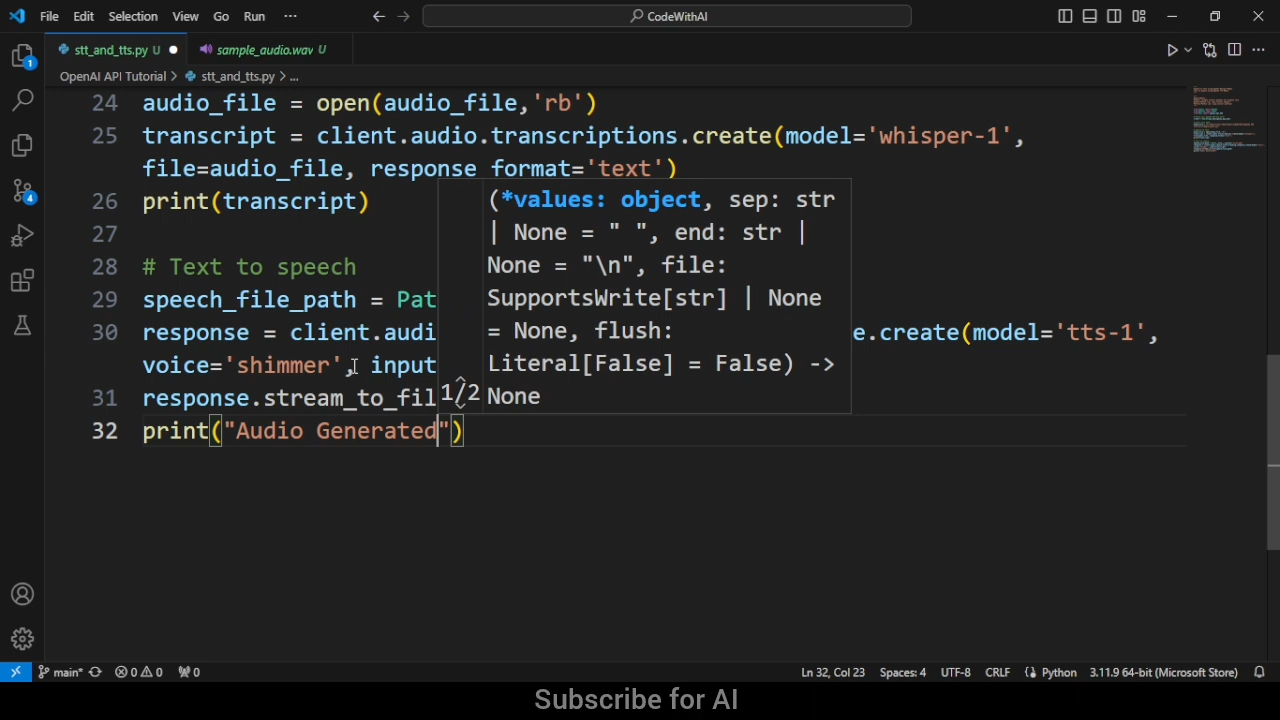 File Edit Selection View Go Run ··· CodeWithAI
stt_and_tts.py U ● sample_audio.wav U
OpenAI API Tutorial > stt_and_tts.py > ...
1
4
24 audio_file = open(audio_file,'rb')
25 transcript = client.audio.transcriptions.create(model='whisper-1',
file=audio_file, response format='text')
26 print(transcript)
27
28 # Text to speech
29 speech_file_path = Pat
30 response = client.audi e.create(model='tts-1',
voice='shimmer', input
31 response.stream_to_fil
32 print("Audio Generated")
(*values: object, sep: str
| None = " ", end: str |
None = "\n", file:
SupportsWrite[str] | None
= None, flush:
Literal[False] = False) ->
1/2 None
main* 0 0 0 Ln 32, Col 23 Spaces: 4 UTF-8 CRLF Python 3.11.9 64-bit (Microsoft Store)
Subscribe for AI